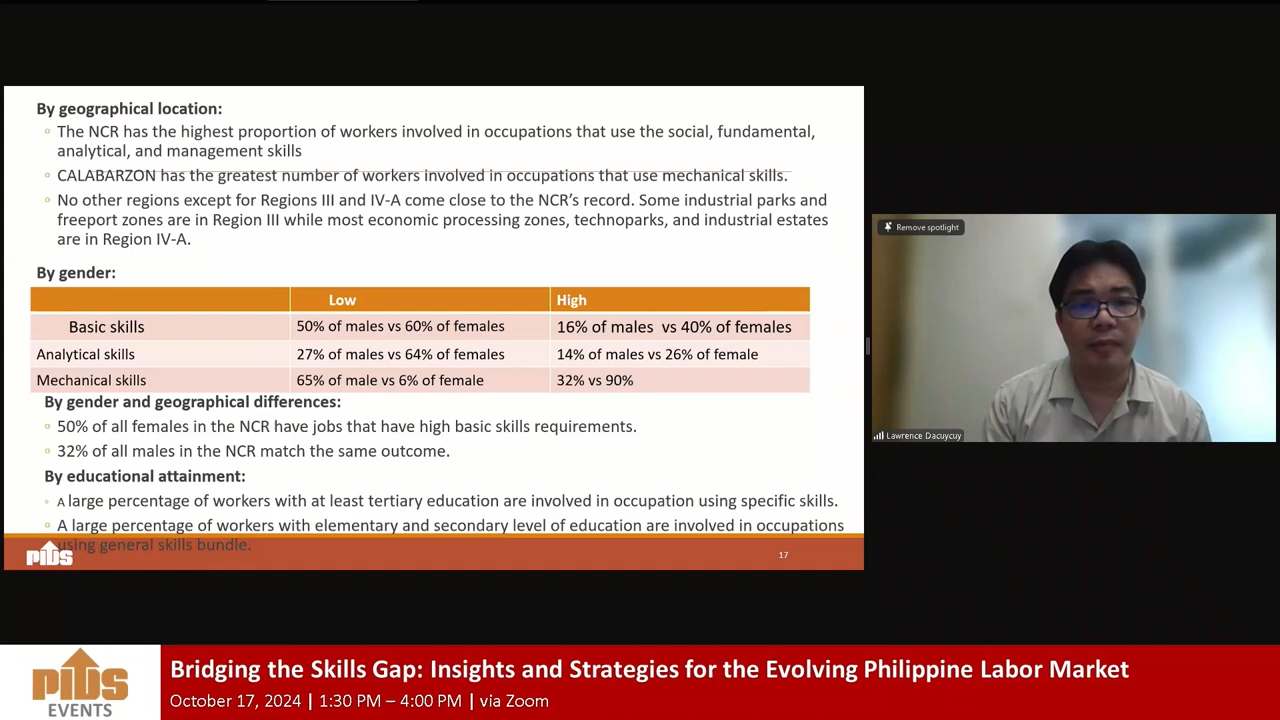 By geographical location:
The NCR has the highest proportion of workers involved in occupations that use the social, fundamental,
analytical, and management skills
CALABARZON has the greatest number of workers involved in occupations that use mechanical skills.
No other regions except for Regions III and IV-A come close to the NCR's record. Some industrial parks and
freeport zones are in Region III while most economic processing zones, technoparks, and industrial estates
are in Region IV-A.
By gender:
Low High
Basic skills 50% of males vs 60% of females 16% of males vs 40% of females
Analytical skills 27% of males vs 64% of females 14% of males vs 26% of female
Mechanical skills 65% of male vs 6% of female 32% vs 90%
By gender and geographical differences:
50% of all females in the NCR have jobs that have high basic skills requirements.
32% of all males in the NCR match the same outcome.
By educational attainment:
A large percentage of workers with at least tertiary education are involved in occupation using specific skills.
A large percentage of workers with elementary and secondary level of education are involved in occupations
using general skills bundle.
pids
17
Remove spotlight
Lawrence Dacuycuy
pids
EVENTS
Bridging the Skills Gap: Insights and Strategies for the Evolving Philippine Labor Market
October 17, 2024 | 1:30 PM – 4:00 PM | via Zoom